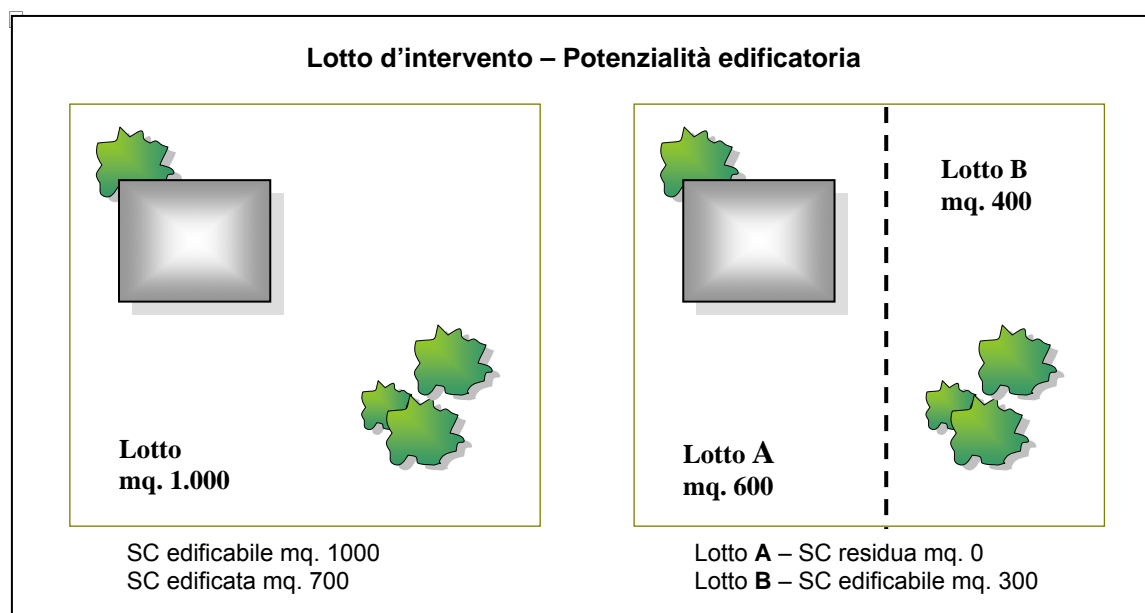 Lotto d’intervento – Potenzialità edificatoria
Lotto
mq. 1.000
SC edificabile mq. 1000
SC edificata mq. 700
Lotto B
mq. 400
Lotto A
mq. 600
Lotto A – SC residua mq. 0
Lotto B – SC edificabile mq. 300